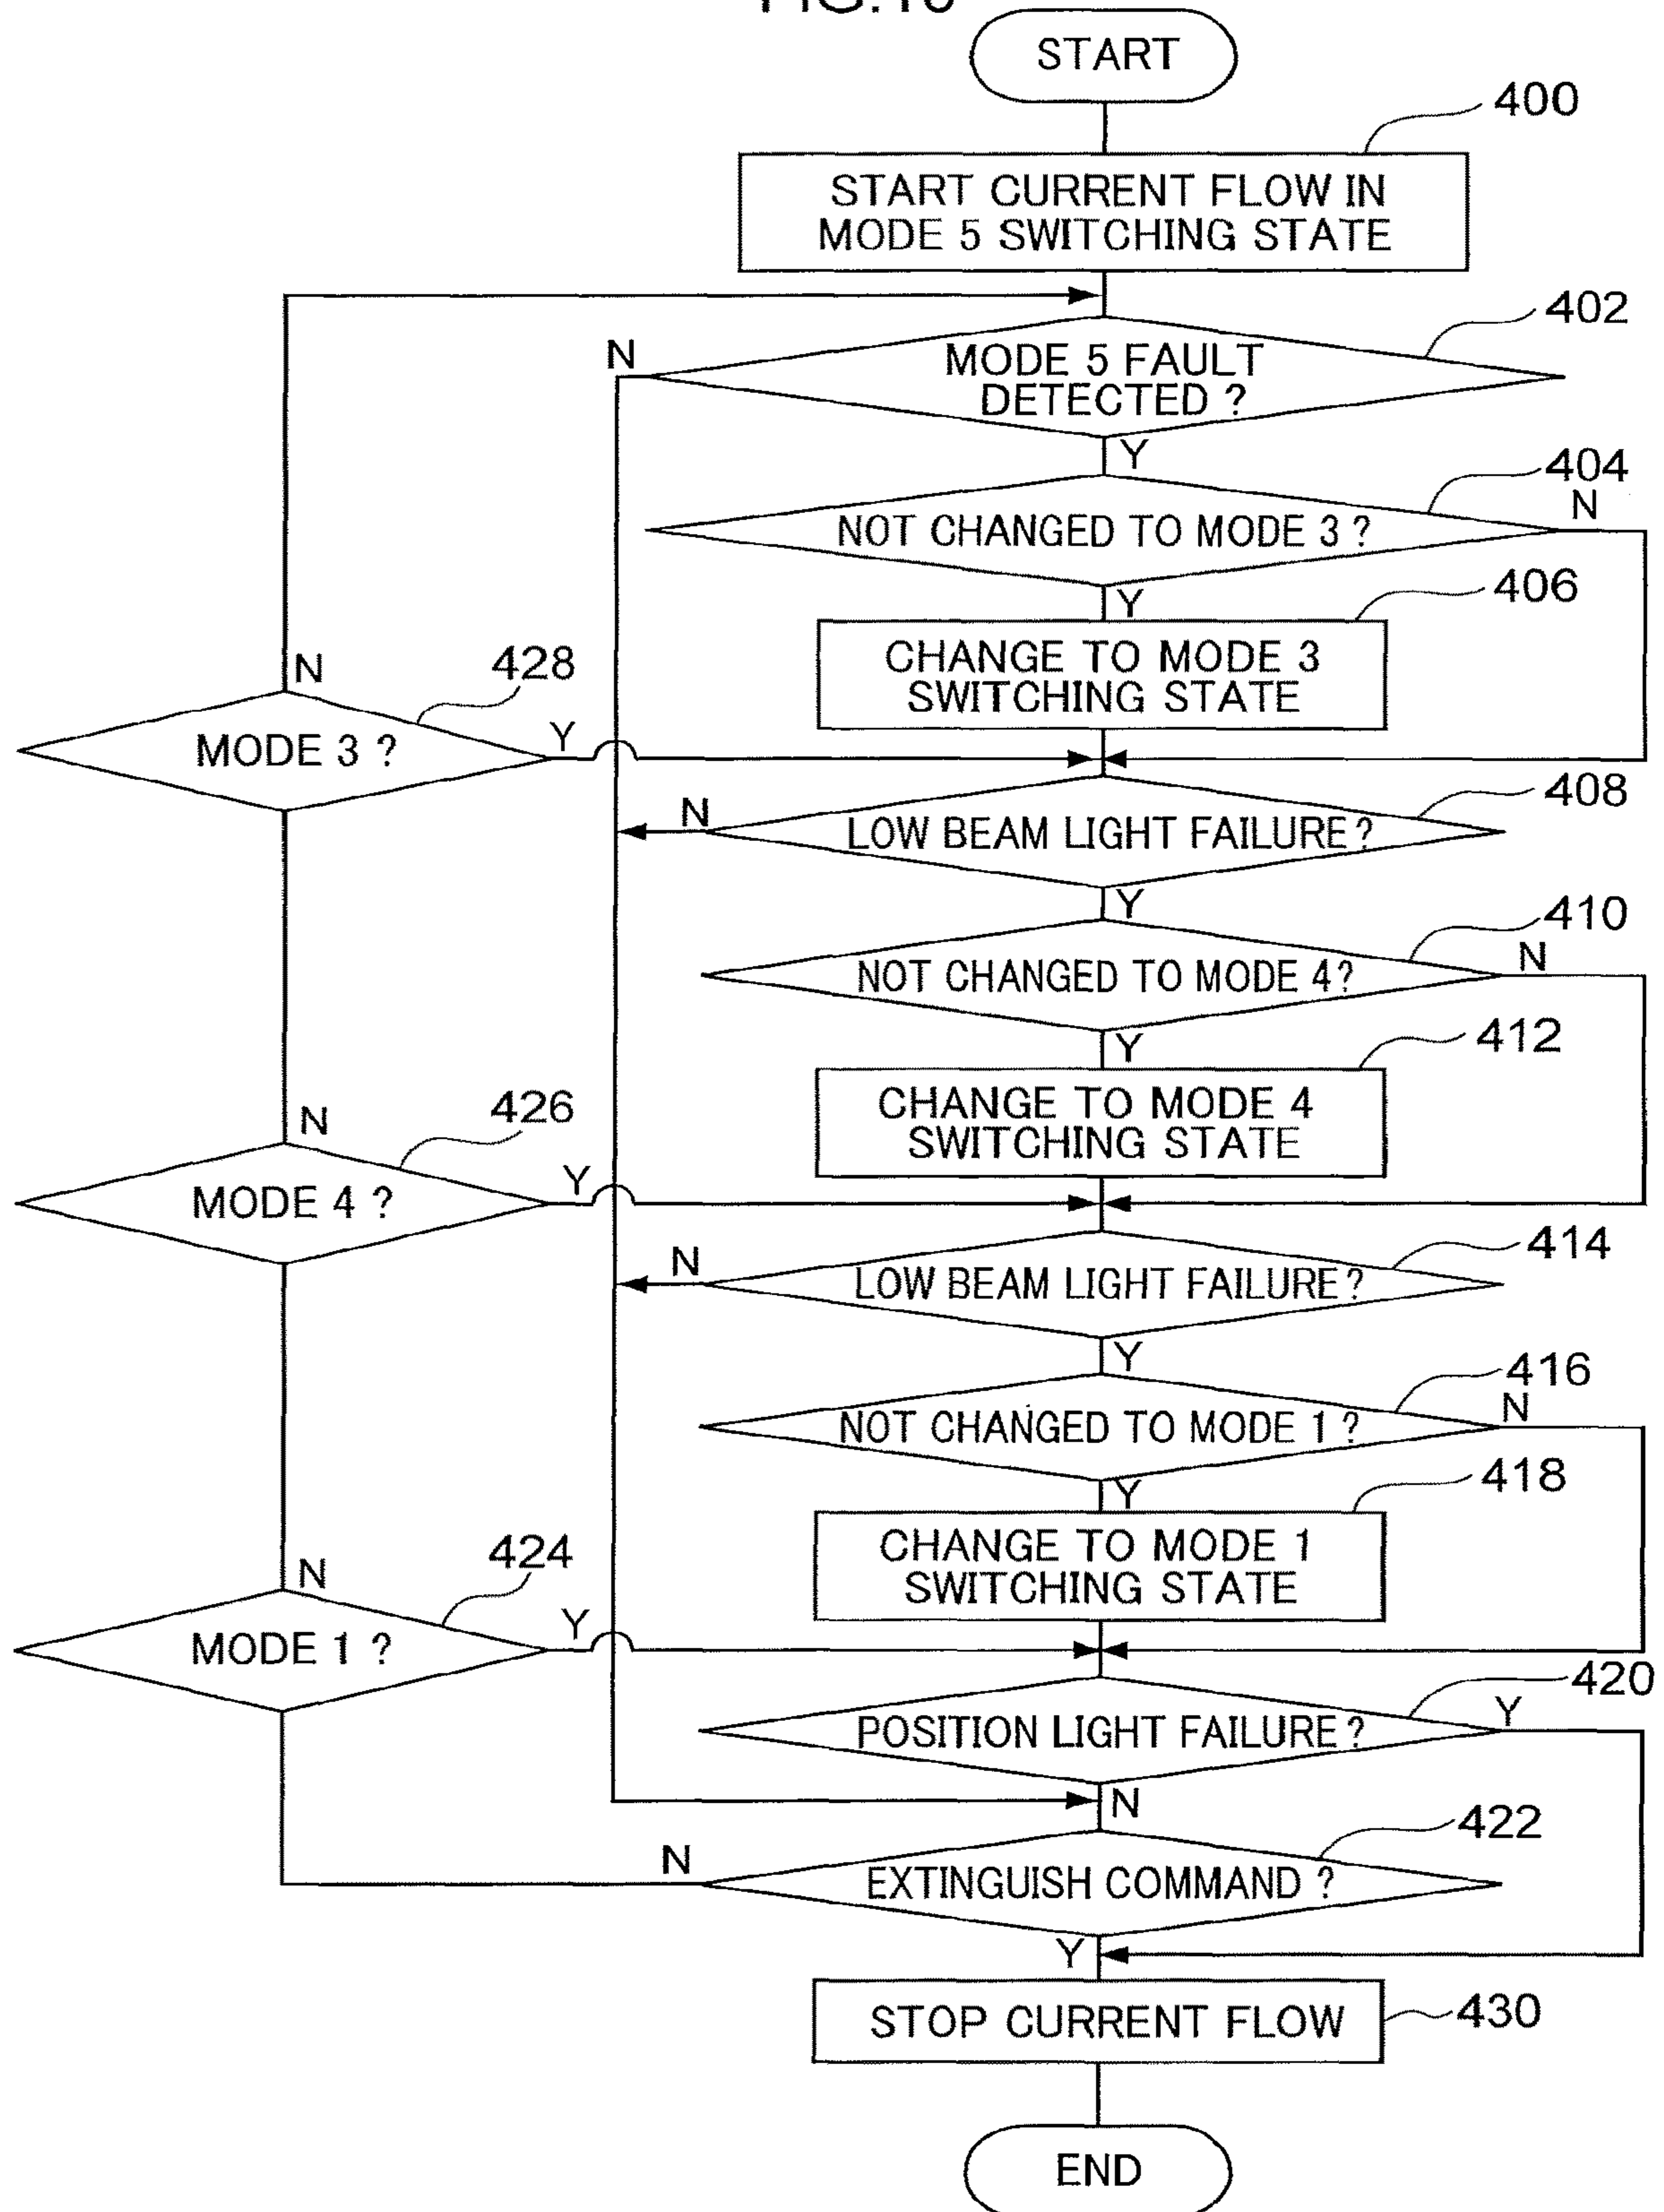 START
400
START CURRENT FLOW IN
MODE 5 SWITCHING STATE
402
N
MODE 5 FAULT
DETECTED ?
Y
404
N
NOT CHANGED TO MODE 3 ?
Y
406
CHANGE TO MODE 3
SWITCHING STATE
N
428
MODE 3 ?
Y
408
N
LOW BEAM LIGHT FAILURE ?
Y
410
N
NOT CHANGED TO MODE 4 ?
Y
412
CHANGE TO MODE 4
SWITCHING STATE
N
426
MODE 4 ?
Y
414
N
LOW BEAM LIGHT FAILURE ?
Y
416
N
NOT CHANGED TO MODE 1 ?
Y
418
CHANGE TO MODE 1
SWITCHING STATE
N
424
MODE 1 ?
Y
420
Y
POSITION LIGHT FAILURE ?
N
422
N
EXTINGUISH COMMAND ?
Y
STOP CURRENT FLOW
430
END